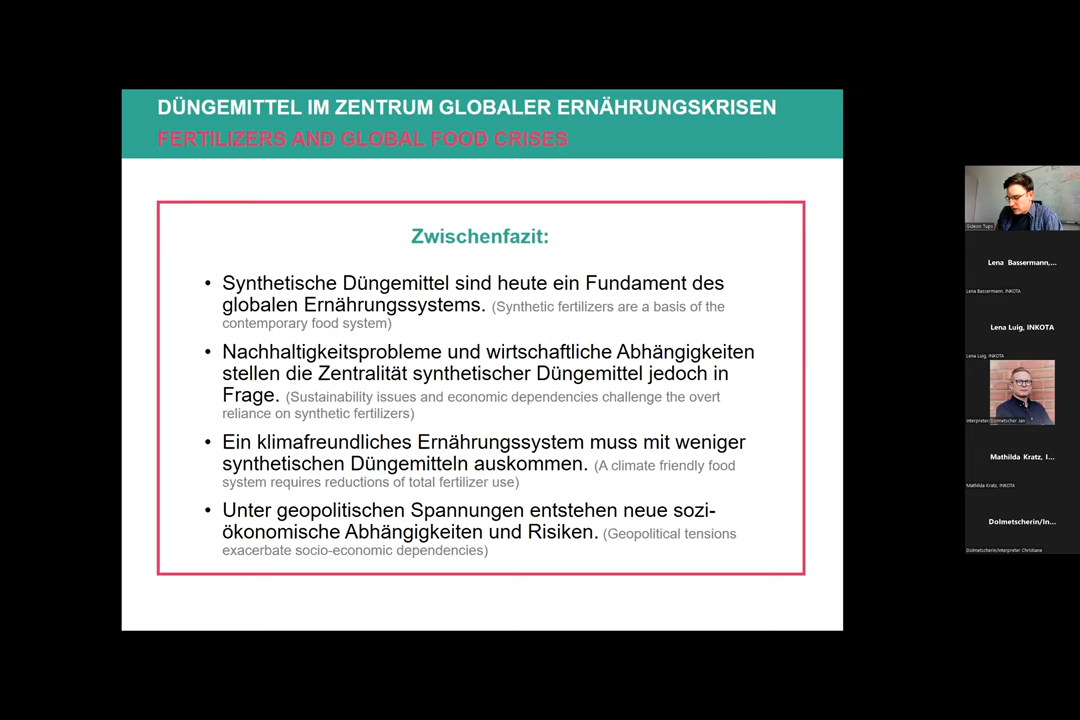 DÜNGEMITTEL IM ZENTRUM GLOBALER ERNÄHRUNGSKRISEN
FERTILIZERS AND GLOBAL FOOD CRISES
Zwischenfazit:
• Synthetische Düngemittel sind heute ein Fundament des
globalen Ernährungssystems. (Synthetic fertilizers are a basis of the
contemporary food system)
• Nachhaltigkeitsprobleme und wirtschaftliche Abhängigkeiten
stellen die Zentralität synthetischer Düngemittel jedoch in
Frage. (Sustainability issues and economic dependencies challenge the overt
reliance on synthetic fertilizers)
• Ein klimafreundliches Ernährungssystem muss mit weniger
synthetischen Düngemitteln auskommen. (A climate friendly food
system requires reductions of total fertilizer use)
• Unter geopolitischen Spannungen entstehen neue sozi-
ökonomische Abhängigkeiten und Risiken. (Geopolitical tensions
exacerbate socio-economic dependencies)
Gideon Tups
Lena Bassermann,...
Lena Bassermann, INKOTA
Lena Luig, INKOTA
Lena Luig, INKOTA
Interpreter/Dolmetscher Jan
Mathilda Kratz, I...
Mathilda Kratz, INKOTA
Dolmetscherin/In...
Dolmetscherin/Interpreter Christiane